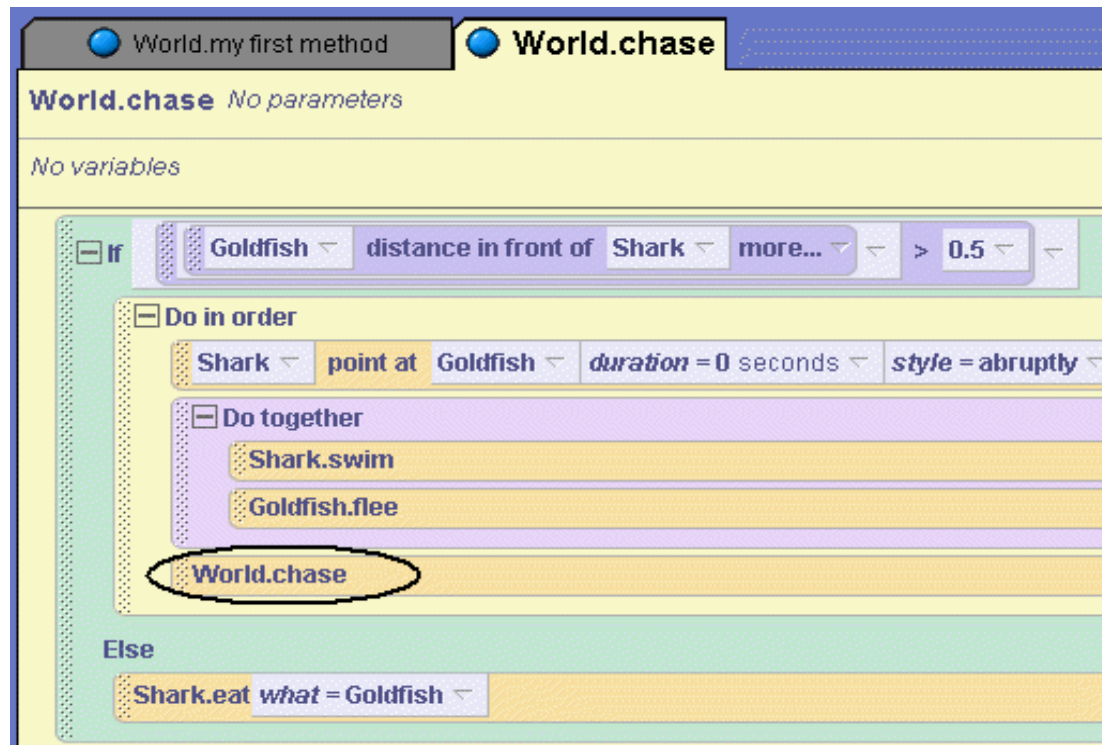 World.my first method World.chase
World.chase No parameters
No variables
If Goldfish distance in front of Shark more... > 0.5
Do in order
Shark point at Goldfish duration = 0 seconds style = abruptly
Do together
Shark.swim
Goldfish.flee
World.chase
Else
Shark.eat what = Goldfish